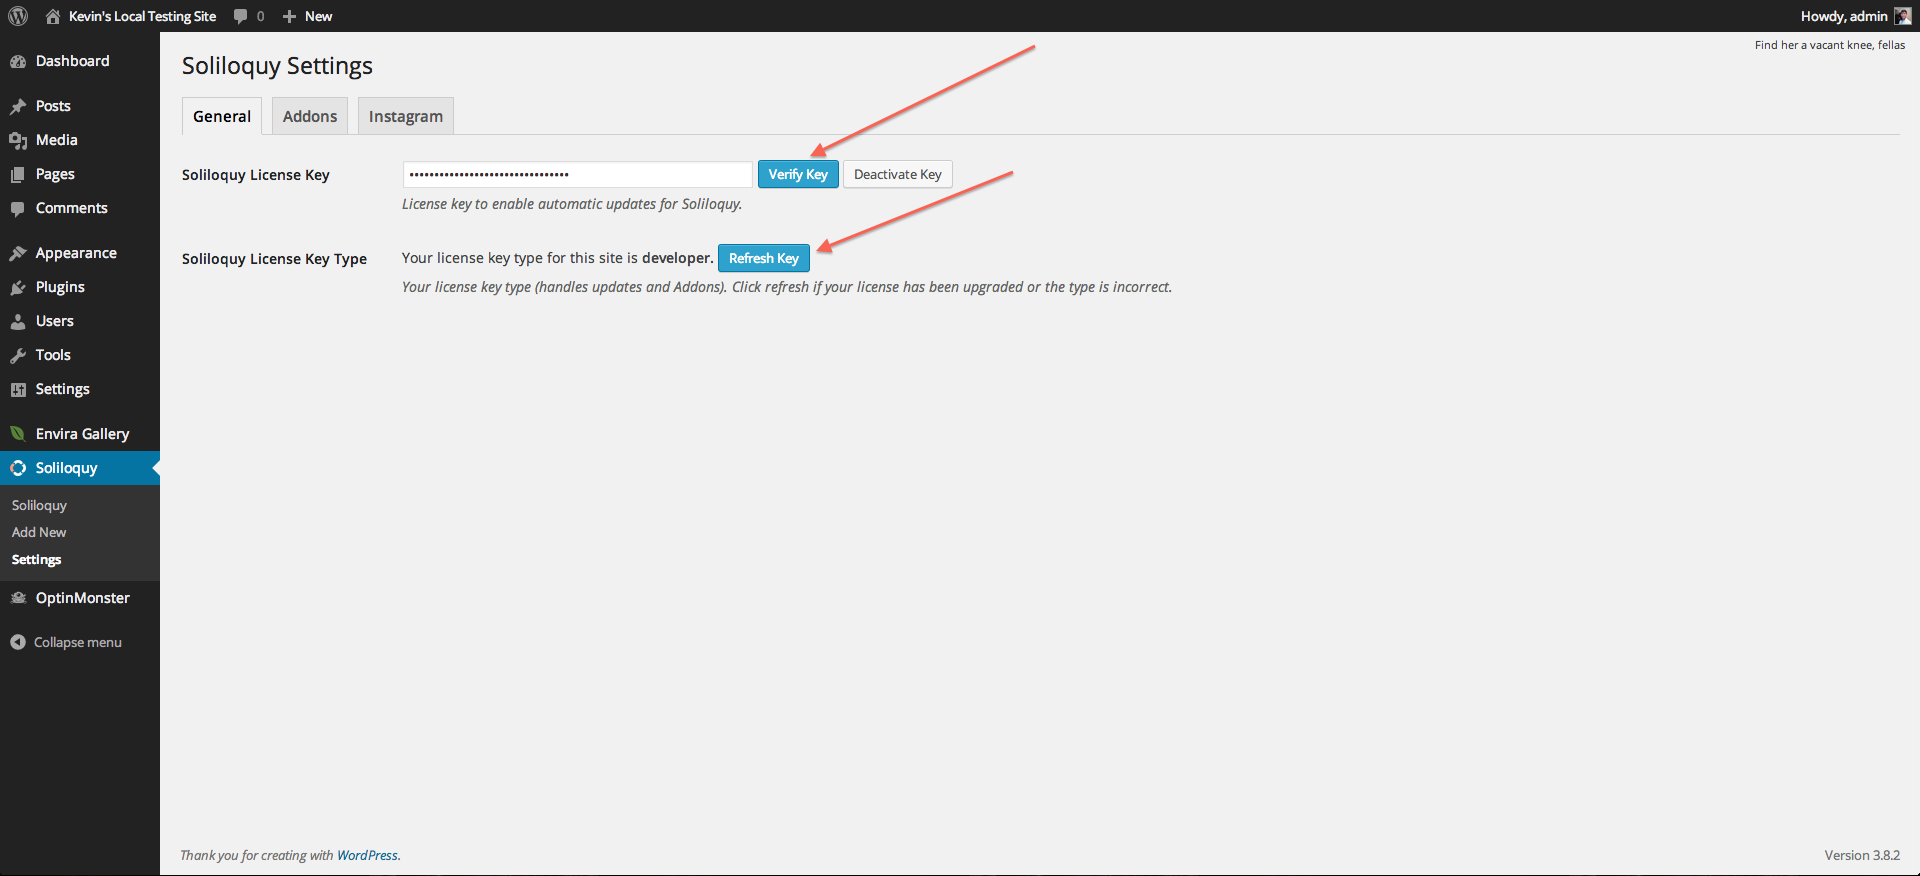 Kevin's Local Testing Site 0 New Howdy, admin
Find her a vacant knee, fellas
Dashboard
Posts
Media
Pages
Comments
Appearance
Plugins
Users
Tools
Settings
Envira Gallery
Soliloquy
Soliloquy
Add New
Settings
OptinMonster
Collapse menu
Soliloquy Settings
General Addons Instagram
Soliloquy License Key •••••••••••••••••••••••••••••••• Verify Key Deactivate Key
License key to enable automatic updates for Soliloquy.
Soliloquy License Key Type Your license key type for this site is developer. Refresh Key
Your license key type (handles updates and Addons). Click refresh if your license has been upgraded or the type is incorrect.
Thank you for creating with WordPress. Version 3.8.2